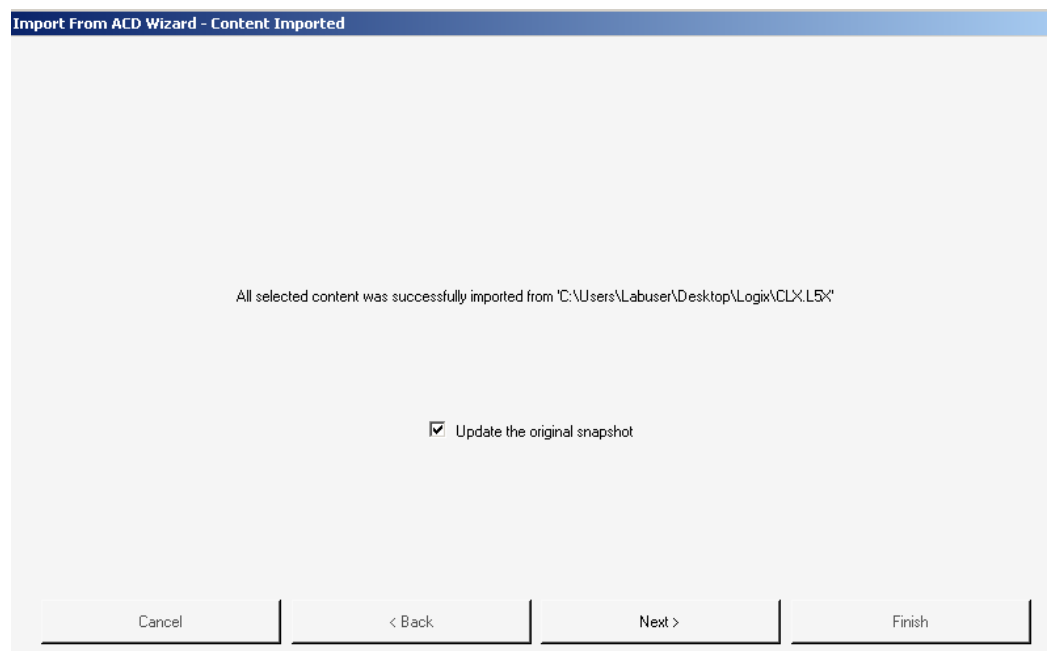 Import From ACD Wizard - Content Imported
All selected content was successfully imported from 'C:\Users\Labuser\Desktop\Logix\CLX.L5X'
Update the original snapshot
Cancel
< Back
Next >
Finish